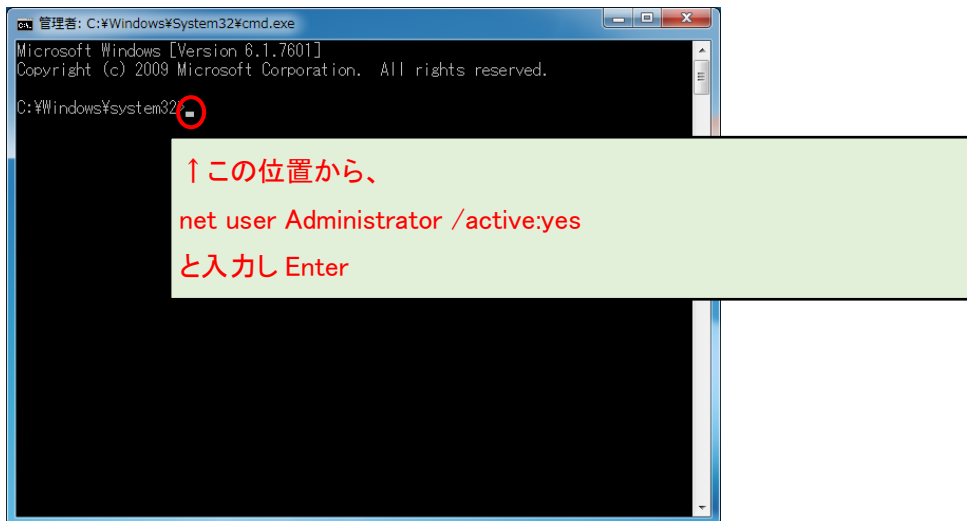 管理者: C:¥Windows¥System32¥cmd.exe
Microsoft Windows [Version 6.1.7601]
Copyright (c) 2009 Microsoft Corporation.  All rights reserved.
C:¥Windows¥system32>
↑この位置から、
net user Administrator /active:yes
と入力し Enter